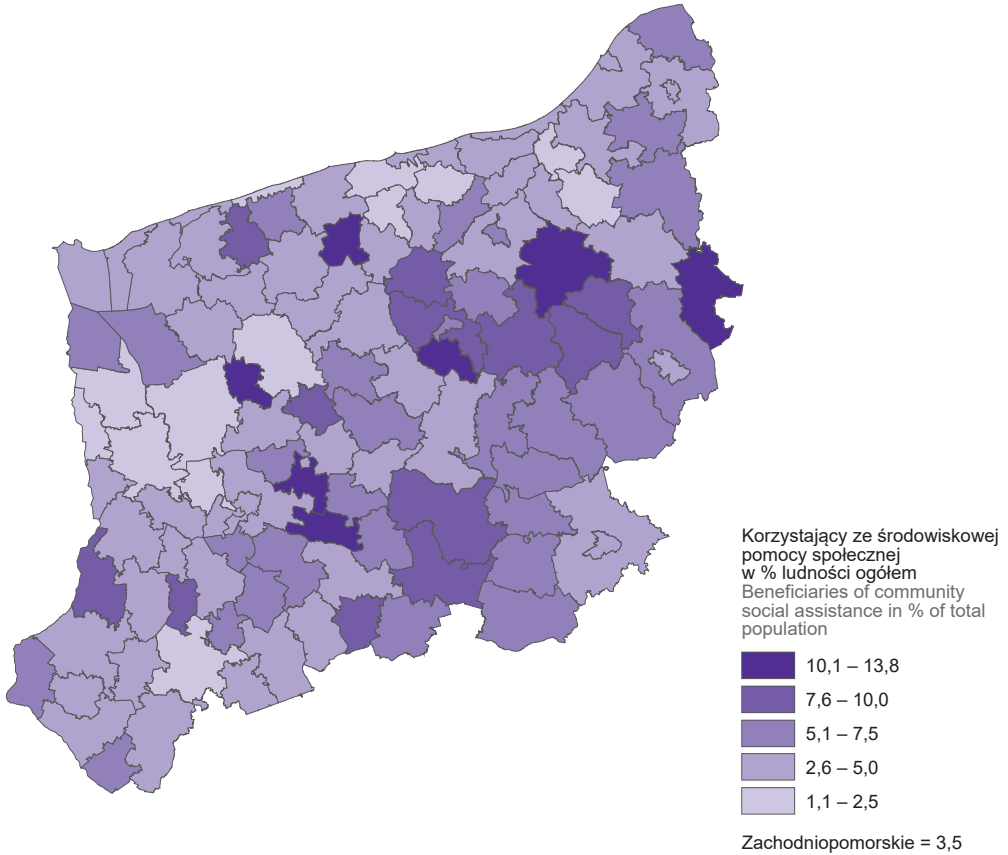 Korzystający ze środowiskowej
pomocy społecznej
w % ludności ogółem
Beneficiaries of community
social assistance in % of total
population
10,1 – 13,8
7,6 – 10,0
5,1 – 7,5
2,6 – 5,0
1,1 – 2,5
Zachodniopomorskie = 3,5